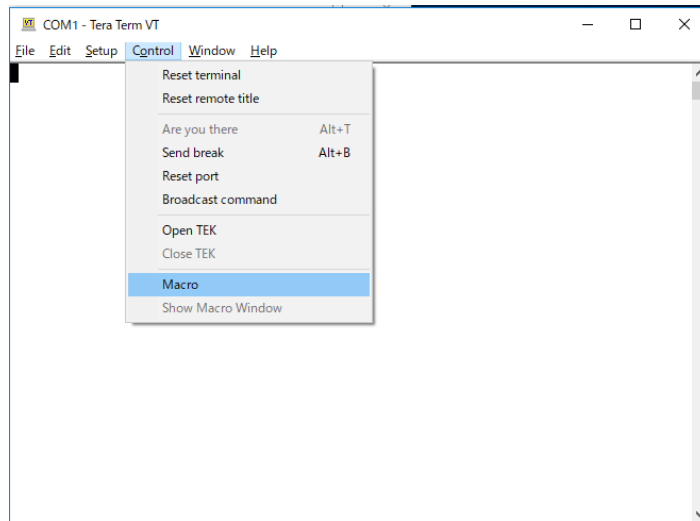 VT COM1 - Tera Term VT
File Edit Setup Control Window Help
Reset terminal
Reset remote title
Are you there Alt+T
Send break Alt+B
Reset port
Broadcast command
Open TEK
Close TEK
Macro
Show Macro Window